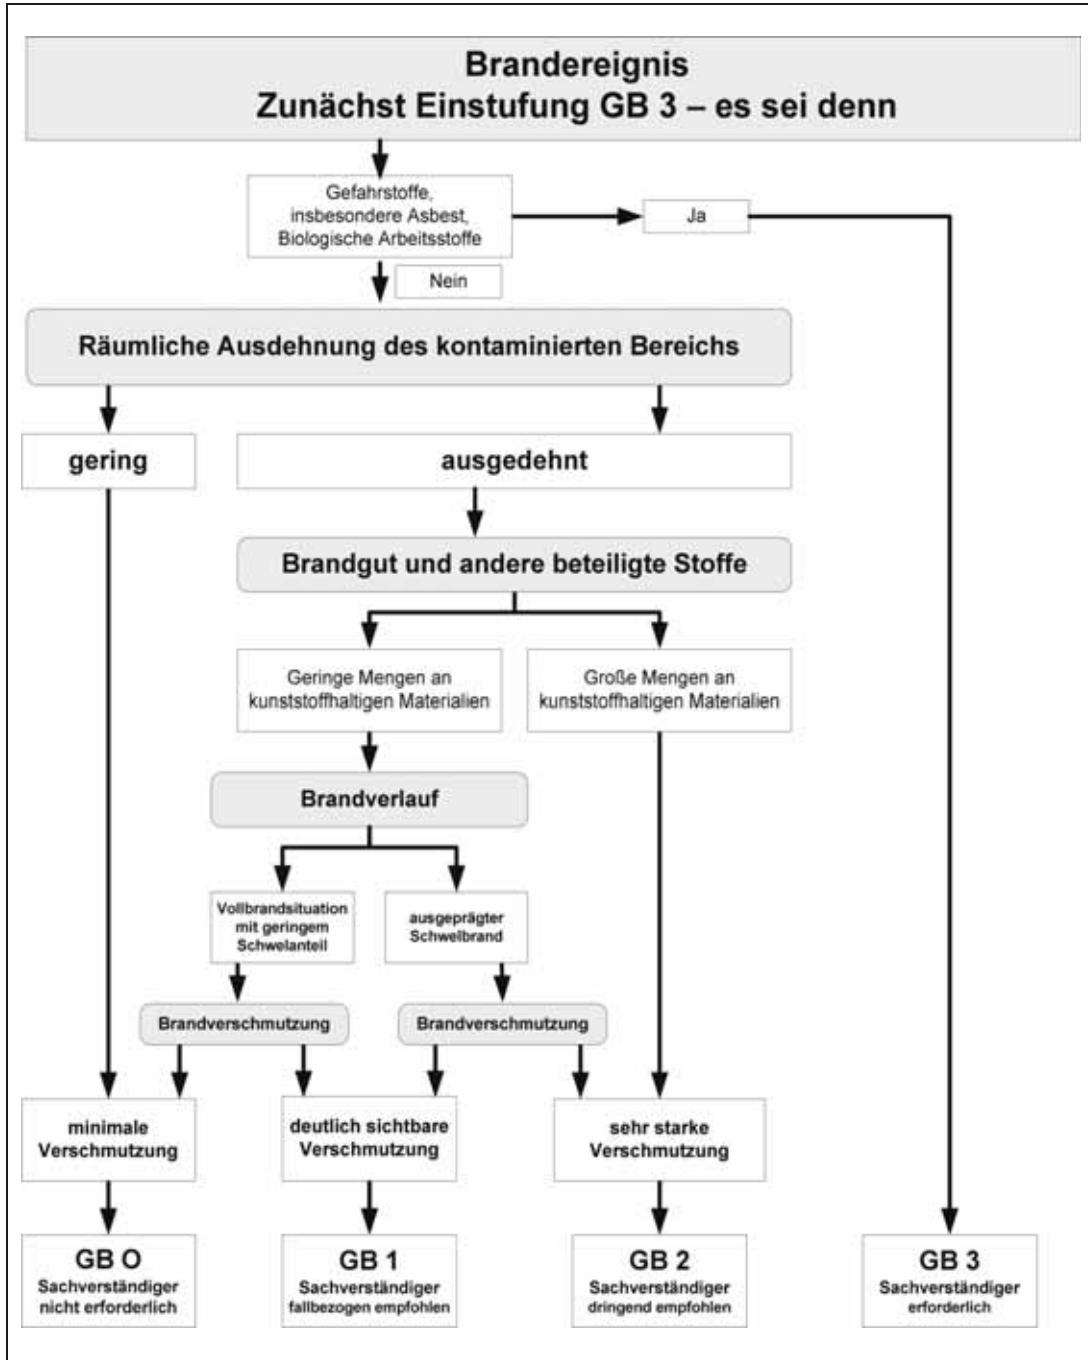 Brandereignis
Zunächst Einstufung GB 3 – es sei denn
Gefahrstoffe,
insbesondere Asbest,
Biologische Arbeitsstoffe
Ja
Nein
Räumliche Ausdehnung des kontaminierten Bereichs
gering
ausgedehnt
Brandgut und andere beteiligte Stoffe
Geringe Mengen an
kunststoffhaltigen Materialien
Große Mengen an
kunststoffhaltigen Materialien
Brandverlauf
Vollbrandsituation
mit geringem
Schwelanteil
ausgeprägter
Schwelbrand
Brandverschmutzung
Brandverschmutzung
minimale
Verschmutzung
deutlich sichtbare
Verschmutzung
sehr starke
Verschmutzung
GB O
Sachverständiger
nicht erforderlich
GB 1
Sachverständiger
fallbezogen empfohlen
GB 2
Sachverständiger
dringend empfohlen
GB 3
Sachverständiger
erforderlich